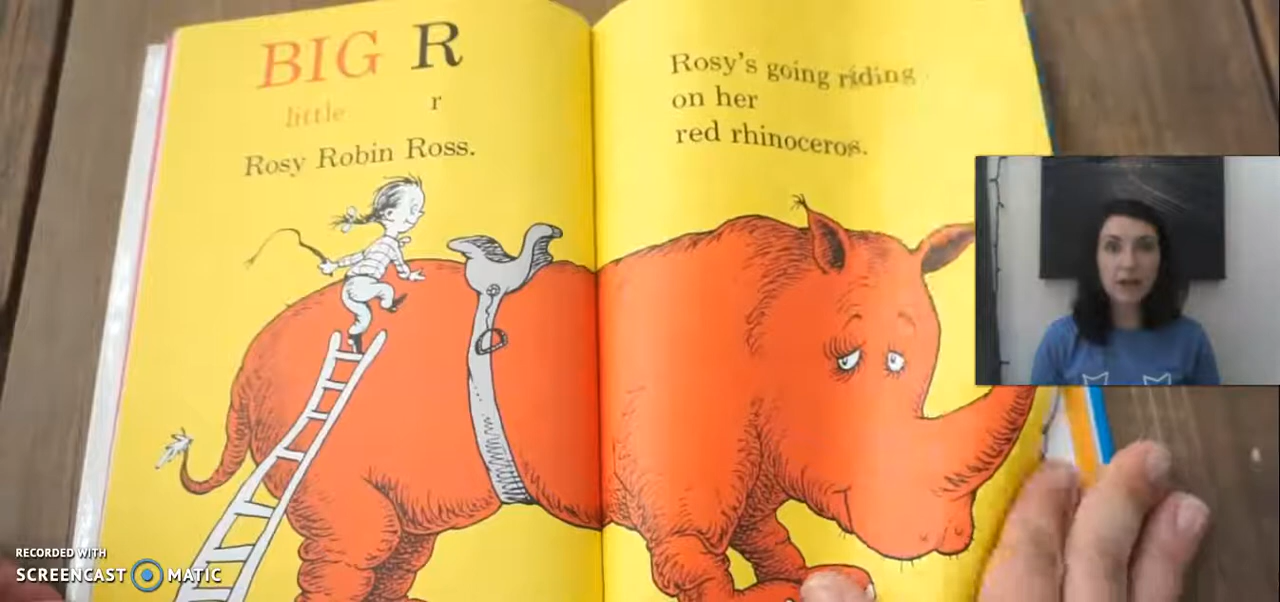 BIG R
little r
Rosy Robin Ross.
Rosy's going riding
on her
red rhinoceros.
RECORDED WITH
SCREENCAST MATIC